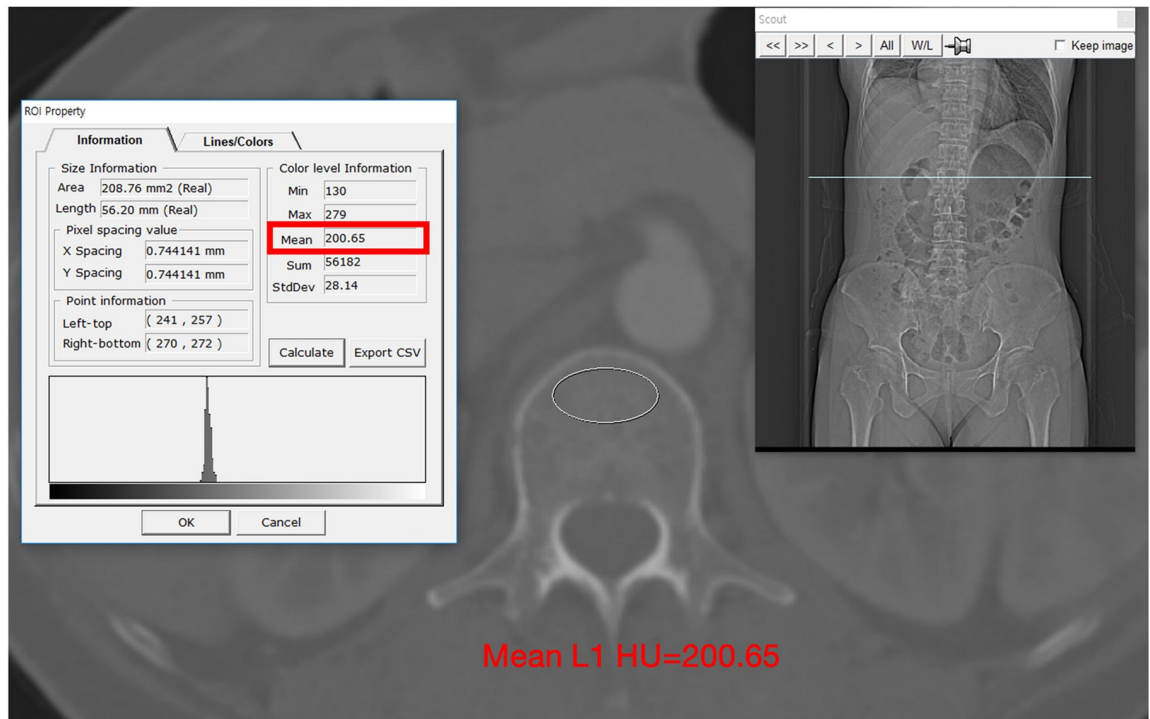 Scout
<< >> < > All W/L Keep image
ROI Property
Information Lines/Colors
Size Information
Area 208.76 mm2 (Real)
Length 56.20 mm (Real)
Pixel spacing value
X Spacing 0.744141 mm
Y Spacing 0.744141 mm
Point information
Left-top ( 241 , 257 )
Right-bottom ( 270 , 272 )
Color level Information
Min 130
Max 279
Mean 200.65
Sum 56182
StdDev 28.14
Calculate Export CSV
OK Cancel
Mean L1 HU=200.65